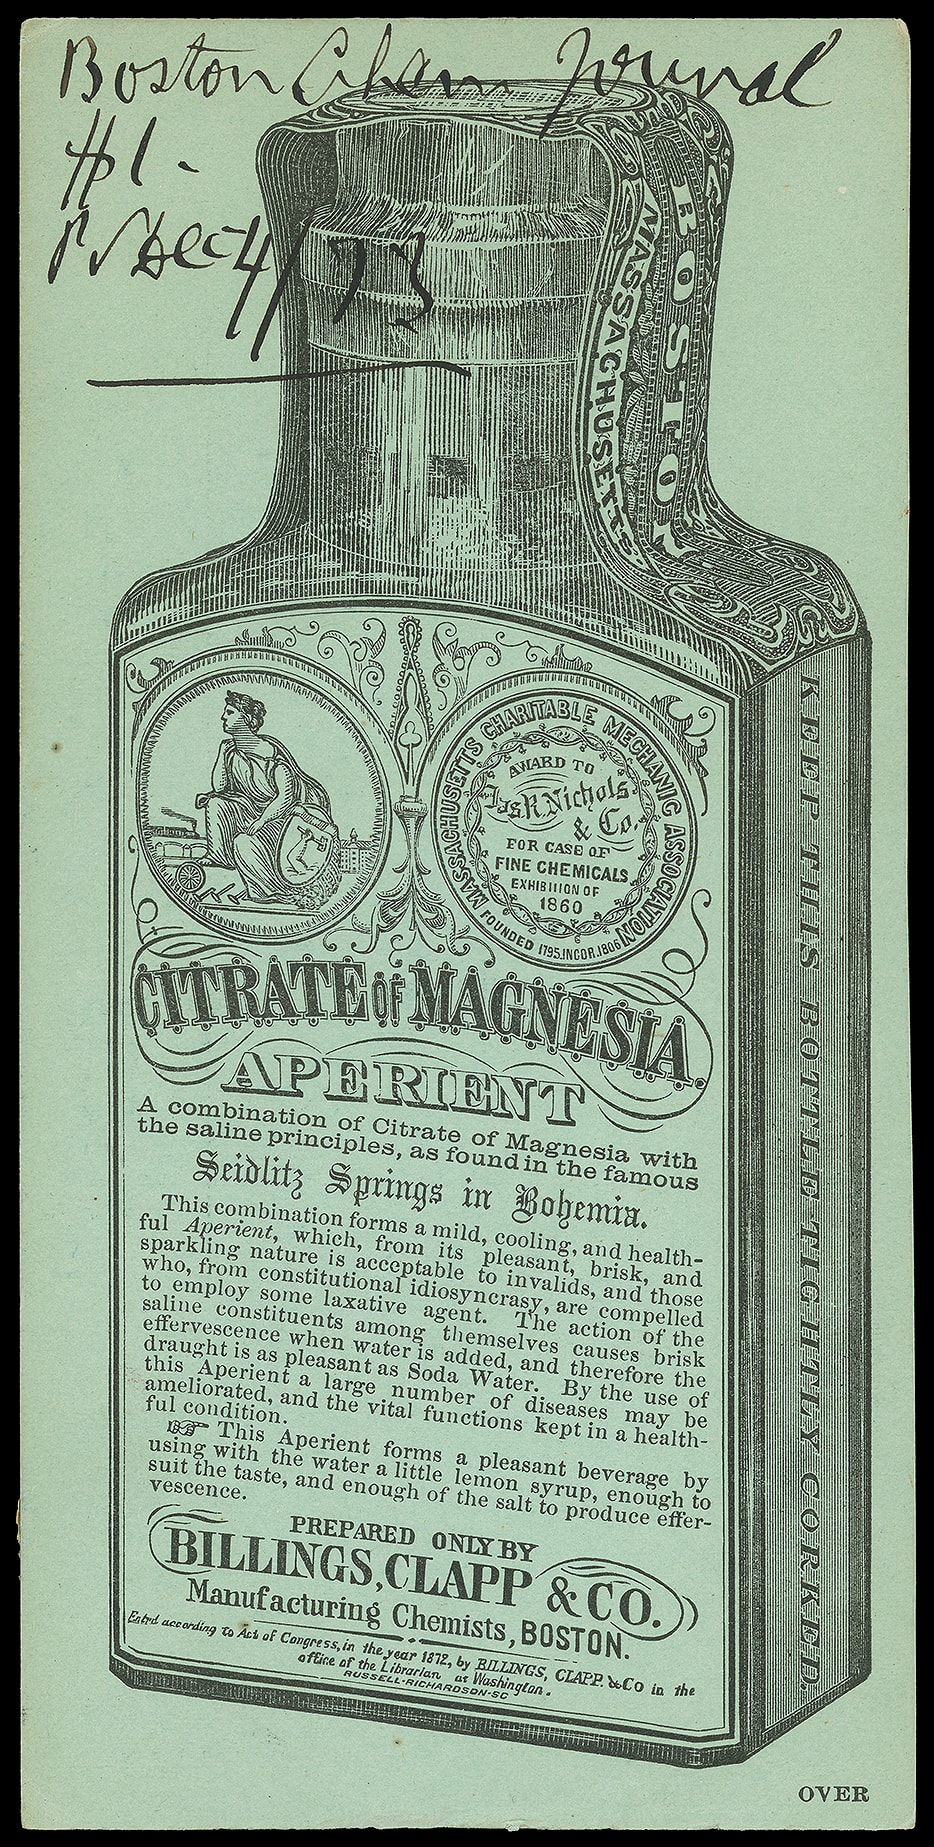 Boston Chem Journal
#1.
Dec 4/73
BOSTON
MASSACHUSETTS
MASSACHUSETTS CHARITABLE MECHANIC ASSOCIATION
AWARD TO
Jas R. Nichols
& Co.
FOR CASE OF
FINE CHEMICALS
EXHIBITION OF
1860
FOUNDED 1795. INCOR. 1806
CITRATE OF MAGNESIA.
APERIENT
A combination of Citrate of Magnesia with
the saline principles, as found in the famous
Seidlitz Springs in Bohemia.
This combination forms a mild, cooling, and health-
ful Aperient, which, from its pleasant, brisk, and
sparkling nature is acceptable to invalids, and those
who, from constitutional idiosyncrasy, are compelled
to employ some laxative agent. The action of the
saline constituents among themselves causes brisk
effervescence when water is added, and therefore the
draught is as pleasant as Soda Water. By the use of
this Aperient a large number of diseases may be
ameliorated, and the vital functions kept in a health-
ful condition.
☞ This Aperient forms a pleasant beverage by
using with the water a little lemon syrup, enough to
suit the taste, and enough of the salt to produce effer-
vescence.
PREPARED ONLY BY
BILLINGS, CLAPP & CO.
Manufacturing Chemists, BOSTON.
Entrd according to Act of Congress, in the year 1872, by BILLINGS, CLAPP & Co in the
office of the Librarian at Washington.
RUSSELL-RICHARDSON-SC
KEEP THIS BOTTLE TIGHTLY CORKED.
OVER